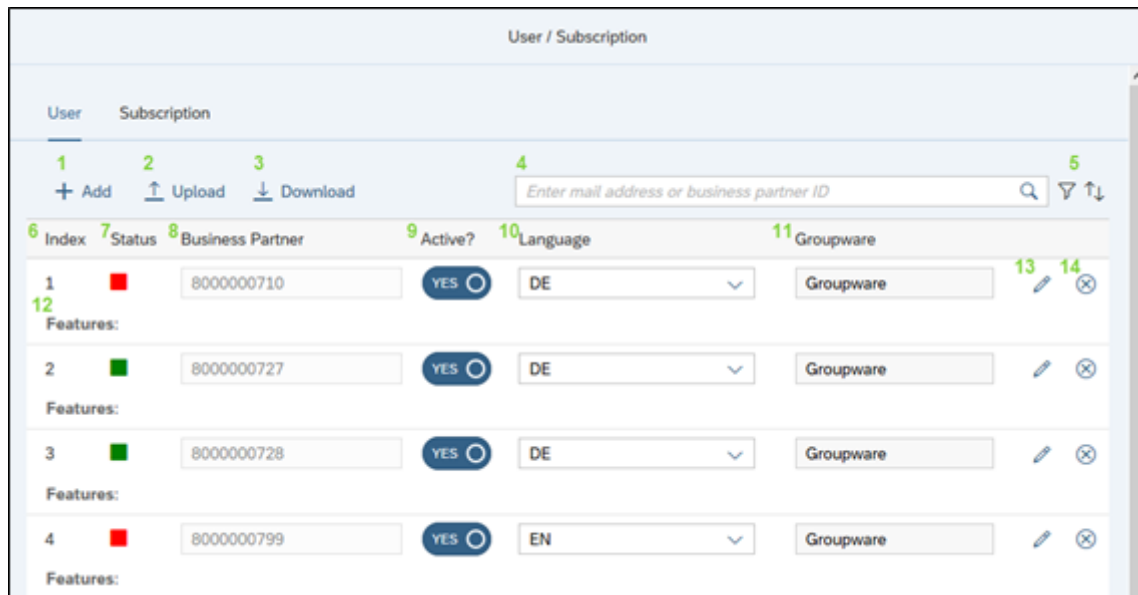 User / Subscription
User Subscription
1 2 3 4 5
Add Upload Download Enter mail address or business partner ID
6 Index 7 Status 8 Business Partner 9 Active? 10 Language 11 Groupware
13 14
1 8000000710 YES DE Groupware
12
Features:
2 8000000727 YES DE Groupware
Features:
3 8000000728 YES DE Groupware
Features:
4 8000000799 YES EN Groupware
Features: